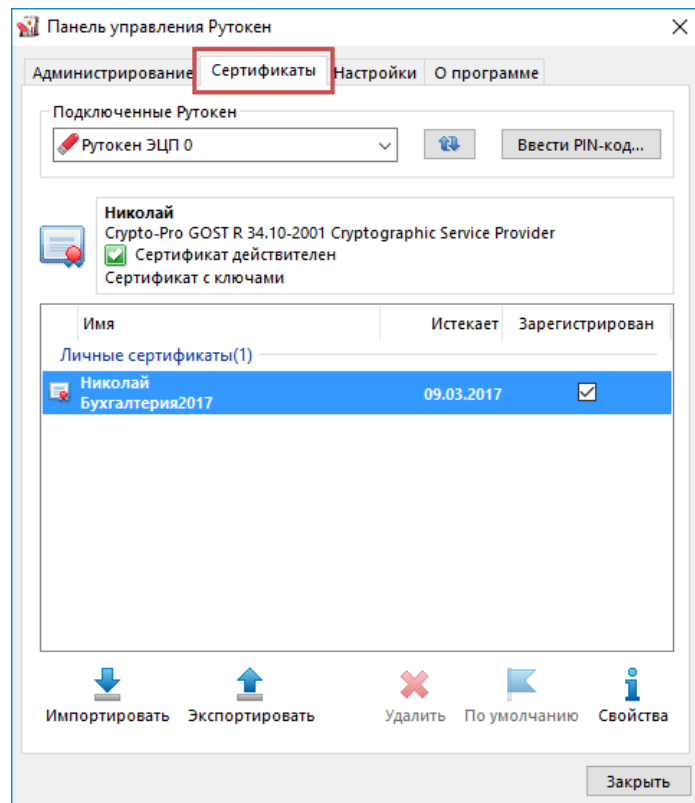 Панель управления Рутокен
Администрирование Сертификаты Настройки О программе
Подключенные Рутокен
Рутокен ЭЦП 0 Ввести PIN-код...
Николай
Crypto-Pro GOST R 34.10-2001 Cryptographic Service Provider
Сертификат действителен
Сертификат с ключами
Имя Истекает Зарегистрирован
Личные сертификаты(1)
Николай
Бухгалтерия2017 09.03.2017
Импортировать Экспортировать Удалить По умолчанию Свойства
Закрыть